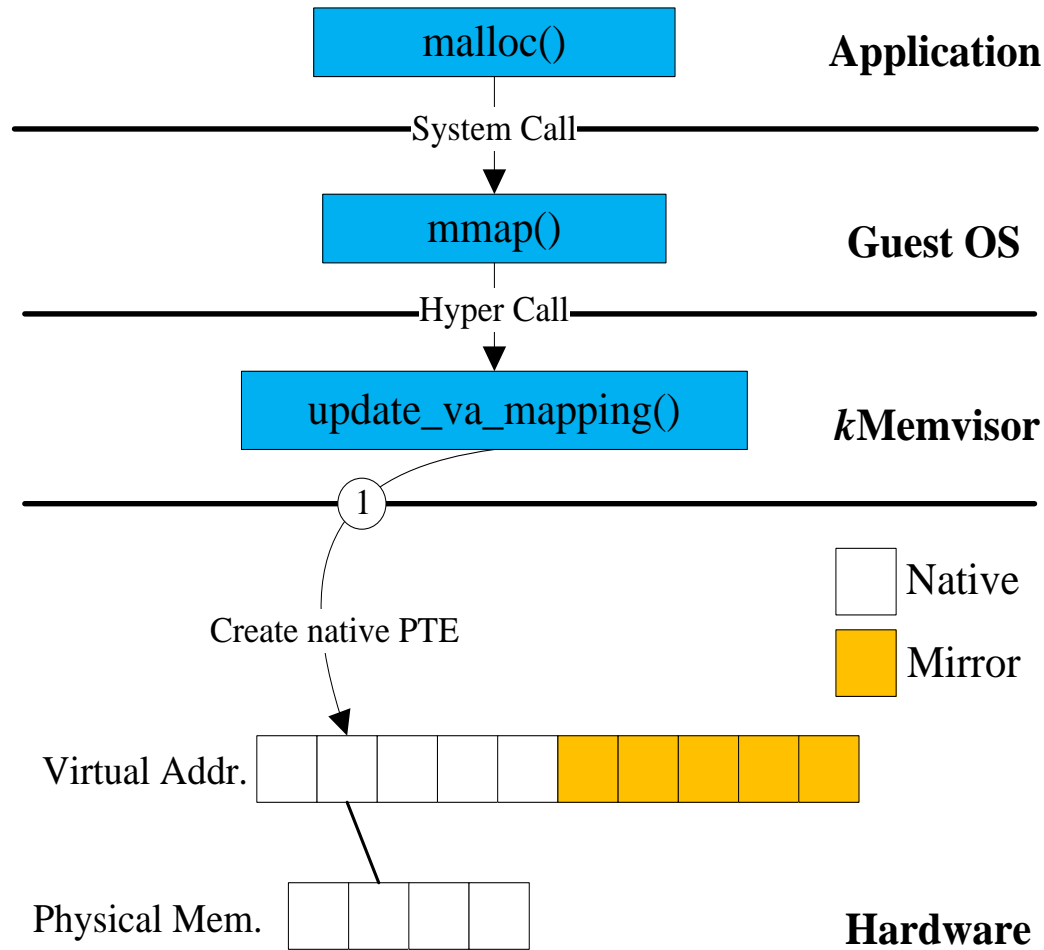 malloc()
Application
System Call
mmap()
Guest OS
Hyper Call
update_va_mapping()
kMemvisor
1
Native
Create native PTE
Mirror
Virtual Addr.
Physical Mem.
Hardware